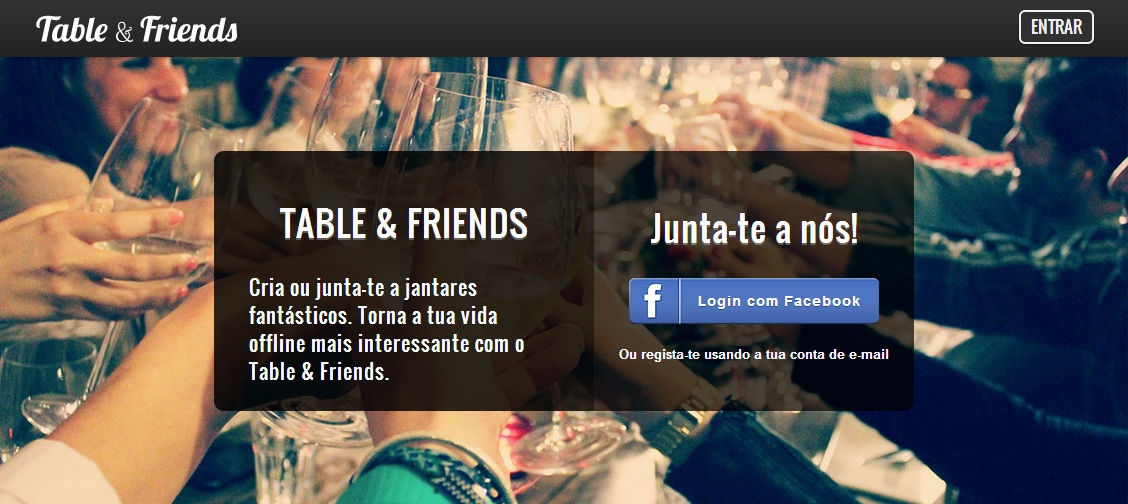 Table & Friends
ENTRAR
TABLE & FRIENDS
Cria ou junta-te a jantares
fantásticos. Torna a tua vida
offline mais interessante com o
Table & Friends.
Junta-te a nós!
f
Login com Facebook
Ou regista-te usando a tua conta de e-mail